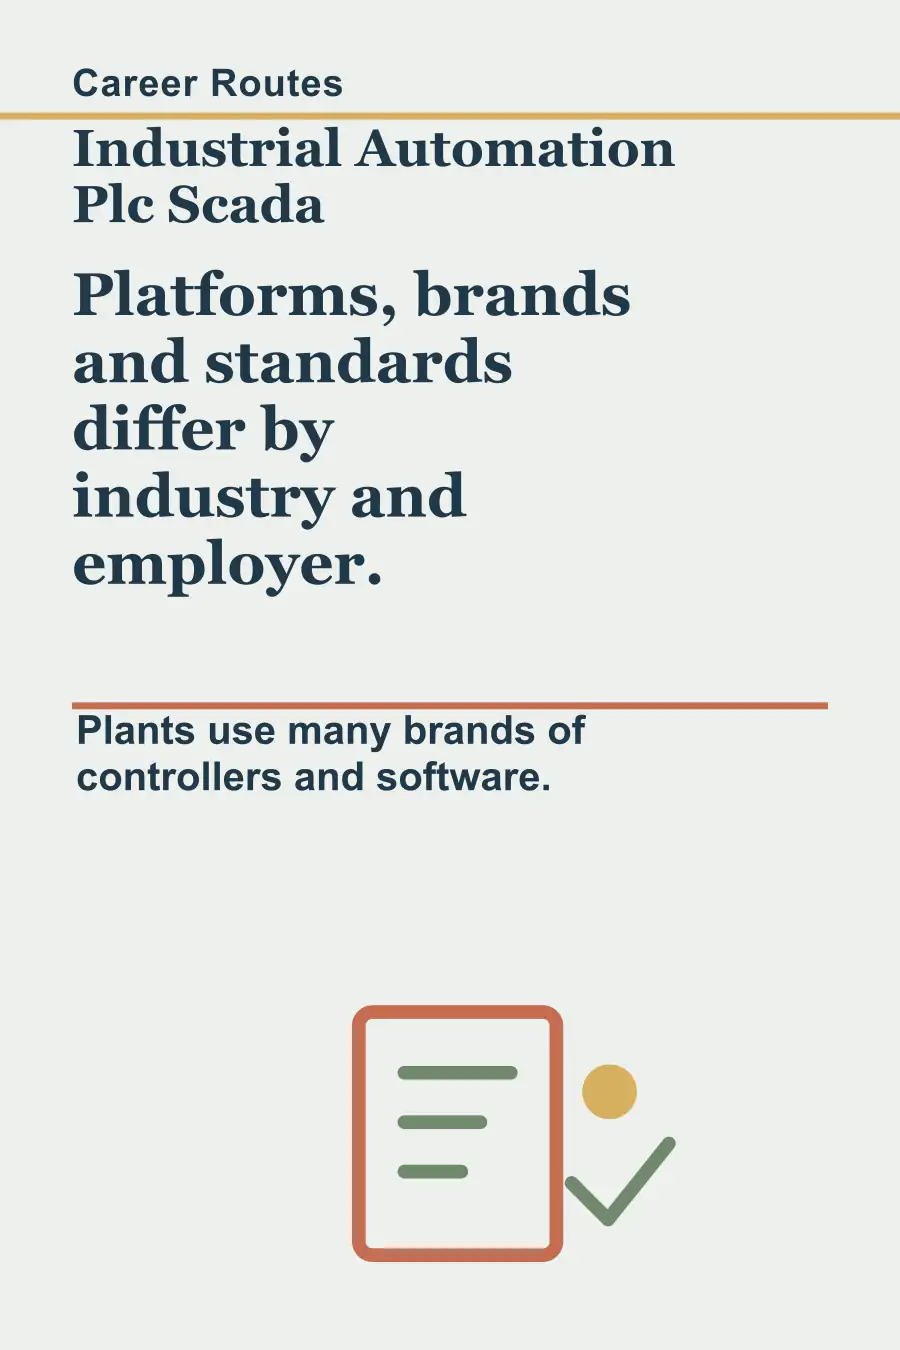 Career Routes
Industrial Automation
Plc Scada
Platforms, brands
and standards
differ by
industry and
employer.
Plants use many brands of
controllers and software.